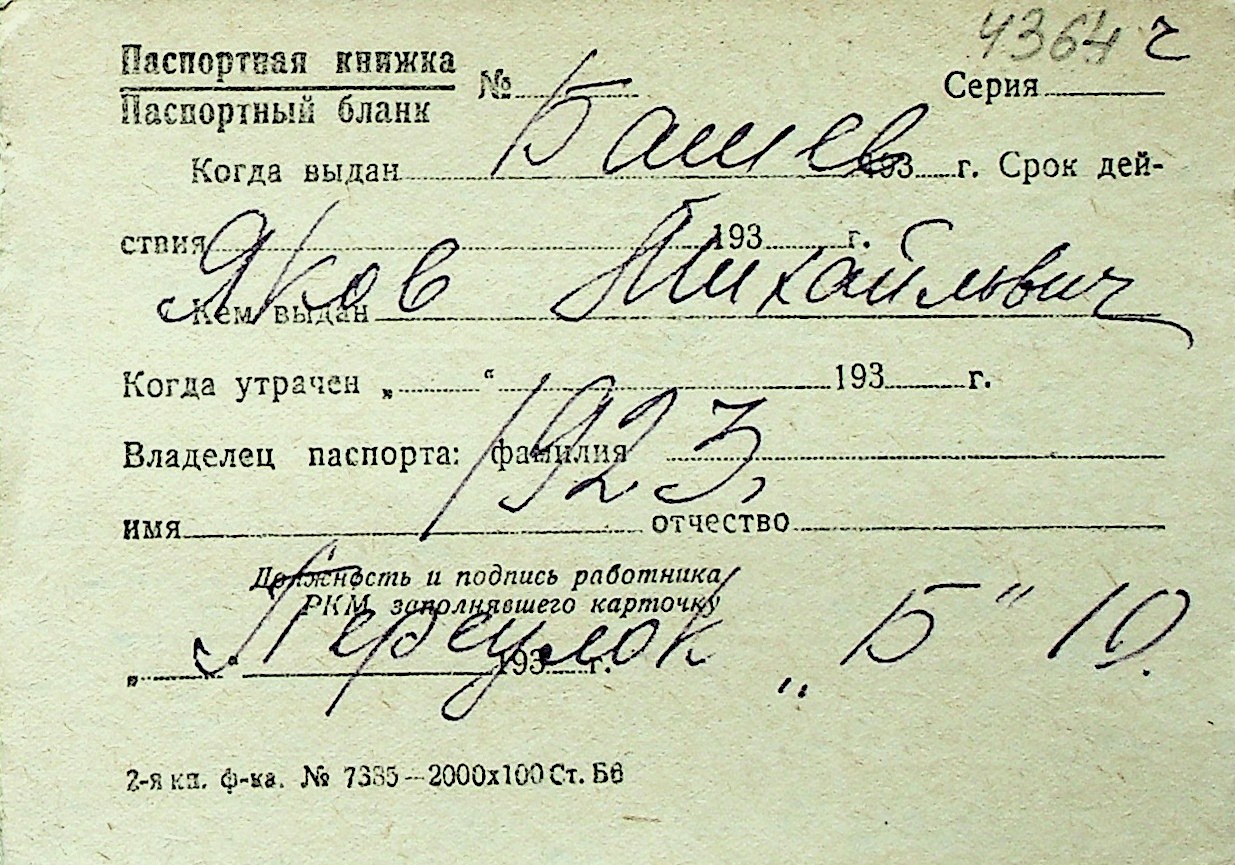 4364 г
Паспортная книжка
Паспортный бланк
№ Серия
Башев
Когда выдан 193 г. Срок дей-
ствия 193 г.
Яков Михайльвич
Кем выдан
Когда утрачен „ “ 193 г.
1923,
Владелец паспорта: фамилия
имя отчество
Должность и подпись работника
РКМ, заполнявшего карточку
Переулок „Б" 10.
„ “ 193 г.
2-я кп. ф-ка. № 7385—2000х100 Ст. Бб